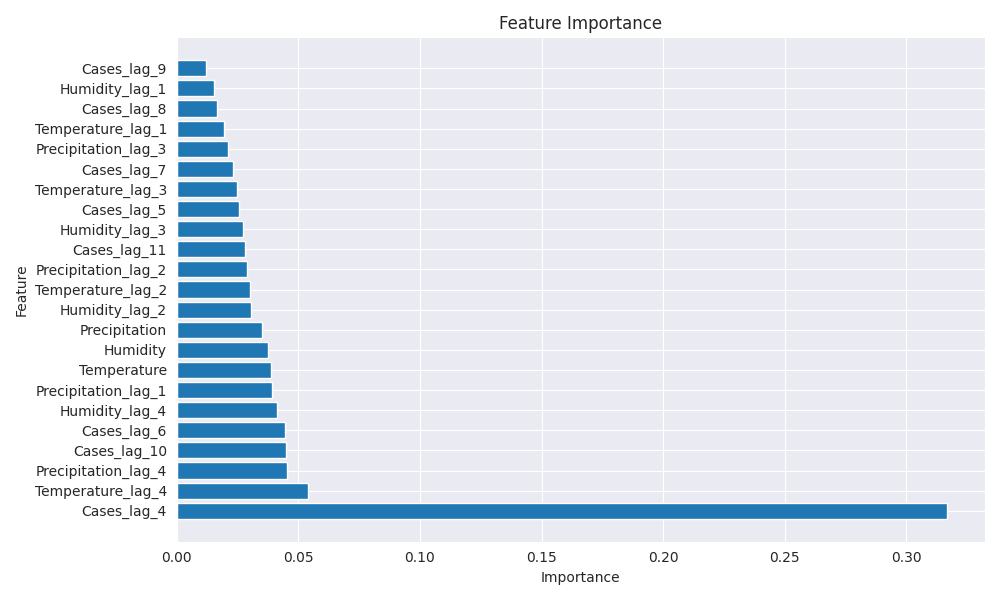 Feature Importance
Cases_lag_9
Humidity_lag_1
Cases_lag_8
Temperature_lag_1
Precipitation_lag_3
Cases_lag_7
Temperature_lag_3
Cases_lag_5
Humidity_lag_3
Cases_lag_11
Precipitation_lag_2
Temperature_lag_2
Humidity_lag_2
Precipitation
Humidity
Temperature
Precipitation_lag_1
Humidity_lag_4
Cases_lag_6
Cases_lag_10
Precipitation_lag_4
Temperature_lag_4
Cases_lag_4
Feature
0.00 0.05 0.10 0.15 0.20 0.25 0.30
Importance